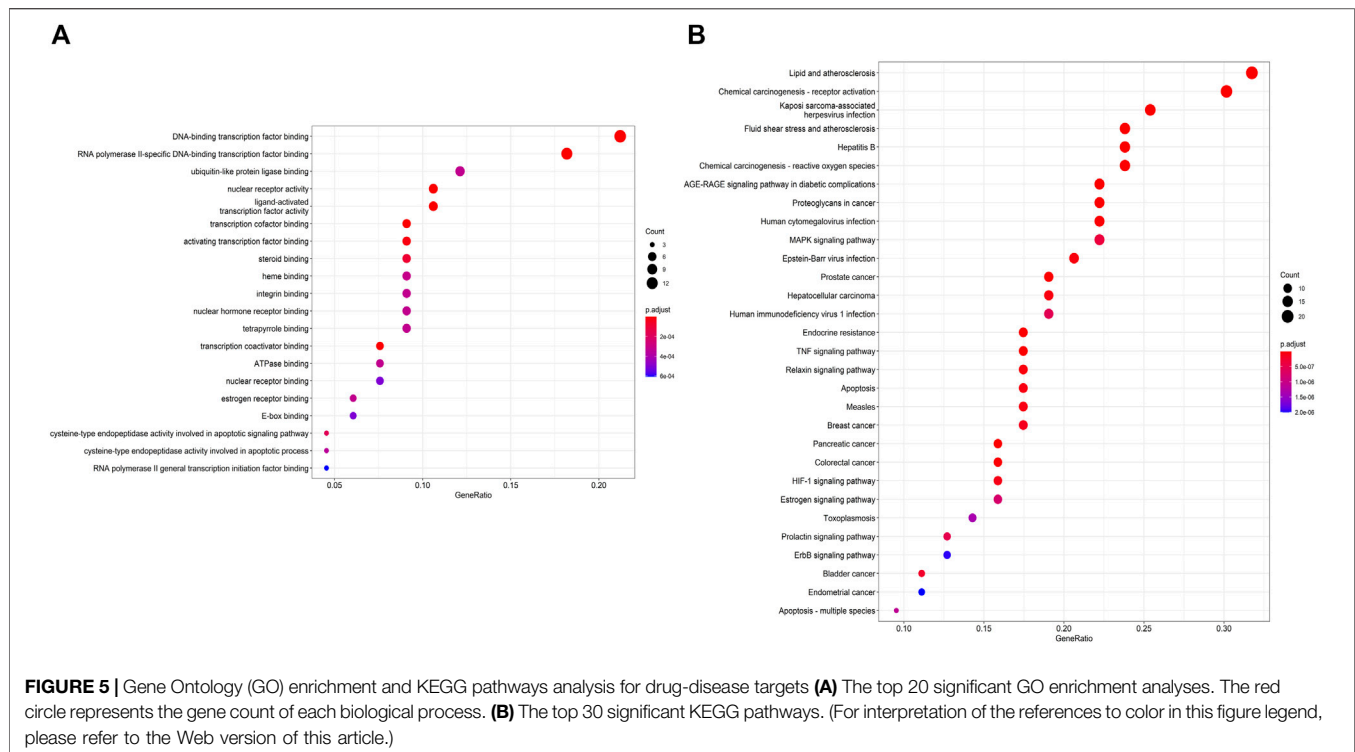 A
B
DNA-binding transcription factor binding
RNA polymerase II-specific DNA-binding transcription factor binding
ubiquitin-like protein ligase binding
nuclear receptor activity
ligand-activated
transcription factor activity
transcription cofactor binding
activating transcription factor binding
steroid binding
heme binding
integrin binding
nuclear hormone receptor binding
tetrapyrrole binding
transcription coactivator binding
ATPase binding
nuclear receptor binding
estrogen receptor binding
E-box binding
cysteine-type endopeptidase activity involved in apoptotic signaling pathway
cysteine-type endopeptidase activity involved in apoptotic process
RNA polymerase II general transcription initiation factor binding
0.05 0.10 0.15 0.20
GeneRatio
Count
3
6
9
12
p.adjust
2e-04
4e-04
6e-04
Lipid and atherosclerosis
Chemical carcinogenesis - receptor activation
Kaposi sarcoma-associated
herpesvirus infection
Fluid shear stress and atherosclerosis
Hepatitis B
Chemical carcinogenesis - reactive oxygen species
AGE-RAGE signaling pathway in diabetic complications
Proteoglycans in cancer
Human cytomegalovirus infection
MAPK signaling pathway
Epstein-Barr virus infection
Prostate cancer
Hepatocellular carcinoma
Human immunodeficiency virus 1 infection
Endocrine resistance
TNF signaling pathway
Relaxin signaling pathway
Apoptosis
Measles
Breast cancer
Pancreatic cancer
Colorectal cancer
HIF-1 signaling pathway
Estrogen signaling pathway
Toxoplasmosis
Prolactin signaling pathway
ErbB signaling pathway
Bladder cancer
Endometrial cancer
Apoptosis - multiple species
0.10 0.15 0.20 0.25 0.30
GeneRatio
Count
10
15
20
p.adjust
5.0e-07
1.0e-06
1.5e-06
2.0e-06
FIGURE 5 | Gene Ontology (GO) enrichment and KEGG pathways analysis for drug-disease targets (A) The top 20 significant GO enrichment analyses. The red
circle represents the gene count of each biological process. (B) The top 30 significant KEGG pathways. (For interpretation of the references to color in this figure legend,
please refer to the Web version of this article.)